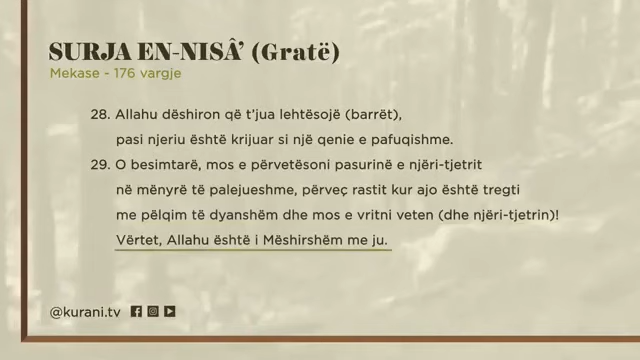 SURJA EN-NISÂ’ (Gratë)
Mekase - 176 vargje
28. Allahu dëshiron që t’jua lehtësojë (barrët),
pasi njeriu është krijuar si një qenie e pafuqishme.
29. O besimtarë, mos e përvetësoni pasurinë e njëri-tjetrit
në mënyrë të palejueshme, përveç rastit kur ajo është tregti
me pëlqim të dyanshëm dhe mos e vritni veten (dhe njëri-tjetrin)!
Vërtet, Allahu është i Mëshirshëm me ju.
@kurani.tv